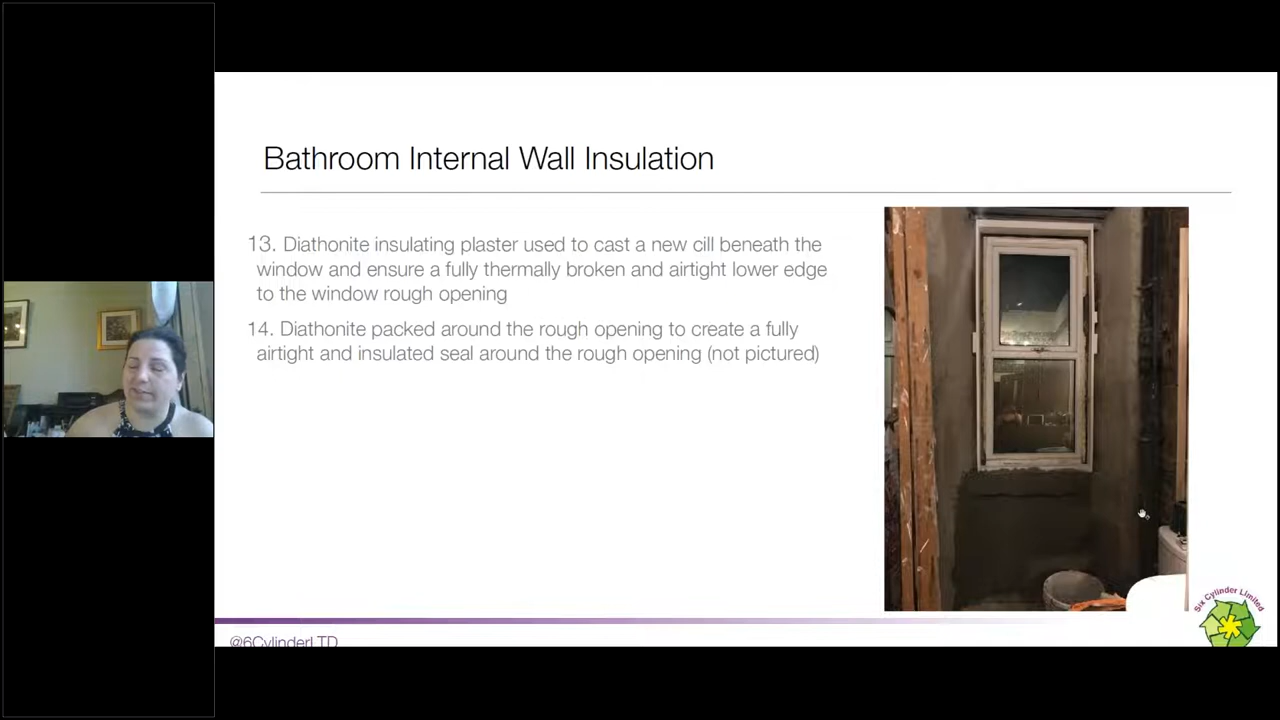 Bathroom Internal Wall Insulation
13. Diathonite insulating plaster used to cast a new cill beneath the
window and ensure a fully thermally broken and airtight lower edge
to the window rough opening
14. Diathonite packed around the rough opening to create a fully
airtight and insulated seal around the rough opening (not pictured)
Six Cylinder Limited
@6CylinderLTD